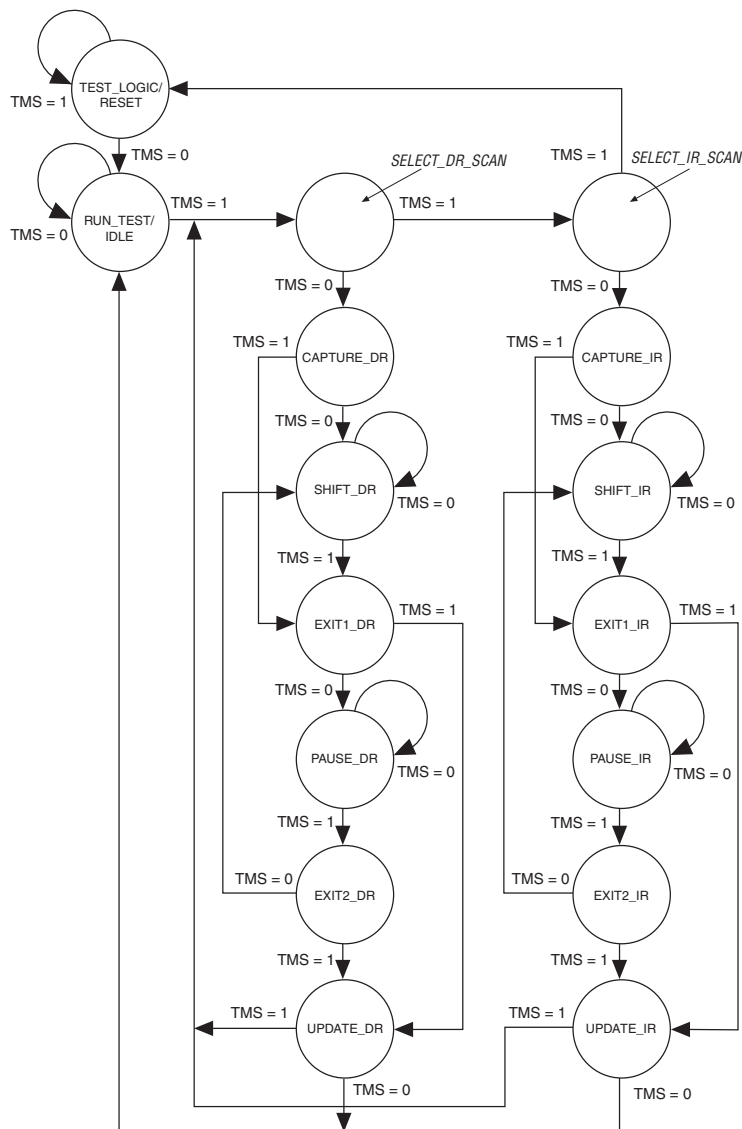 TEST_LOGIC/
RESET
TMS = 1
TMS = 0
SELECT_DR_SCAN
TMS = 1
SELECT_IR_SCAN
RUN_TEST/
IDLE
TMS = 0
TMS = 1
TMS = 1
TMS = 0
TMS = 0
TMS = 1
CAPTURE_DR
TMS = 1
CAPTURE_IR
TMS = 0
TMS = 0
SHIFT_DR
TMS = 0
SHIFT_IR
TMS = 0
TMS = 1
TMS = 1
EXIT1_DR
TMS = 1
EXIT1_IR
TMS = 1
TMS = 0
TMS = 0
PAUSE_DR
TMS = 0
PAUSE_IR
TMS = 0
TMS = 1
TMS = 1
TMS = 0
EXIT2_DR
TMS = 0
EXIT2_IR
TMS = 1
TMS = 1
TMS = 1
UPDATE_DR
TMS = 1
UPDATE_IR
TMS = 0
TMS = 0